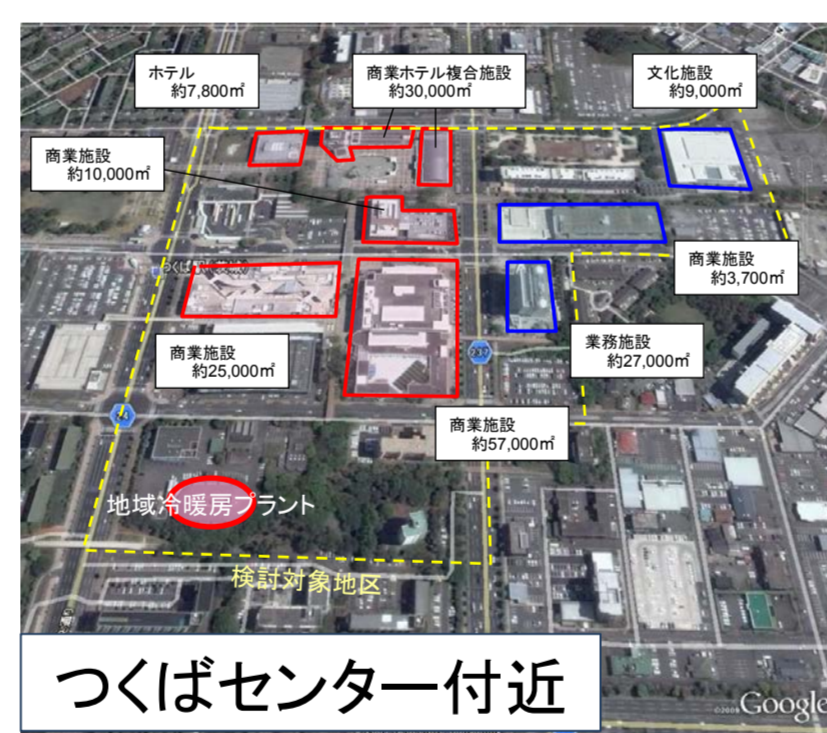 ホテル
約7,800㎡
商業ホテル複合施設
約30,000㎡
文化施設
約9,000㎡
商業施設
約10,000㎡
商業施設
約3,700㎡
商業施設
約25,000㎡
237
業務施設
約27,000㎡
24
商業施設
約57,000㎡
地域冷暖房プラント
検討対象地区
つくばセンター付近
©2008 Google